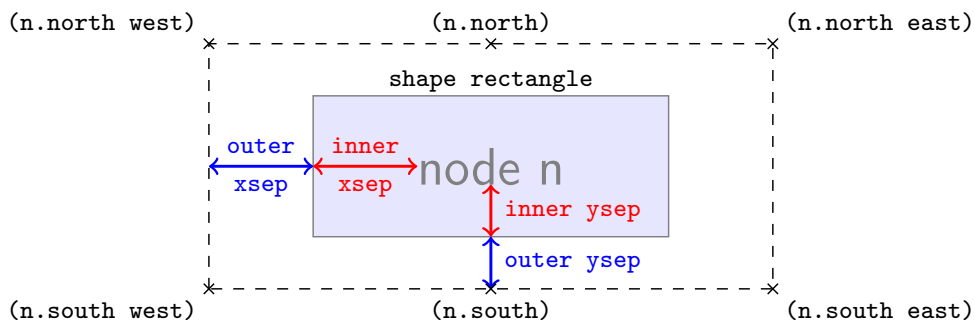 (n.north west) (n.north) (n.north east)
shape rectangle
outer inner
xsep xsep
node n
inner ysep
outer ysep
(n.south west) (n.south) (n.south east)